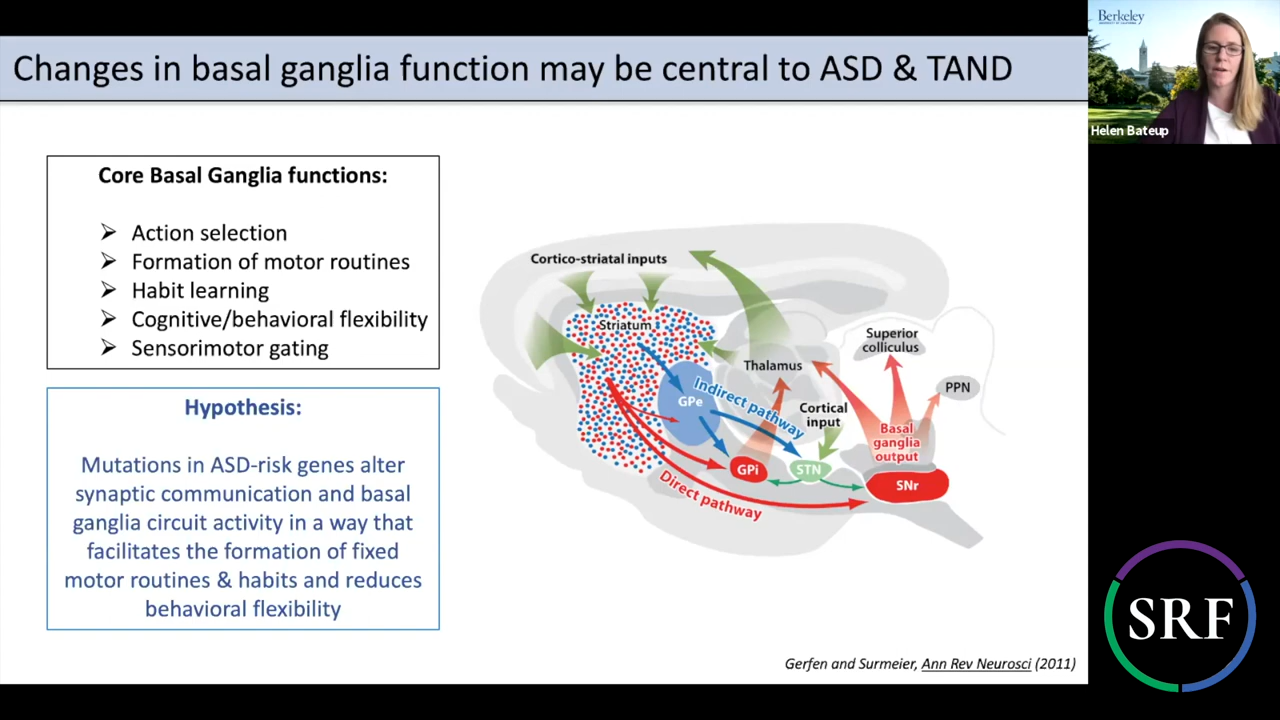 Changes in basal ganglia function may be central to ASD & TAND
Core Basal Ganglia functions:
➢ Action selection
➢ Formation of motor routines
➢ Habit learning
➢ Cognitive/behavioral flexibility
➢ Sensorimotor gating
Hypothesis:
Mutations in ASD-risk genes alter
synaptic communication and basal
ganglia circuit activity in a way that
facilitates the formation of fixed
motor routines & habits and reduces
behavioral flexibility
Cortico-striatal inputs
Striatum
GPe
Indirect pathway
Thalamus
Cortical
input
Superior
colliculus
PPN
Basal
ganglia
output
GPi
STN
SNr
Direct pathway
Gerfen and Surmeier, Ann Rev Neurosci (2011)
Berkeley
Helen Bateup
SRF